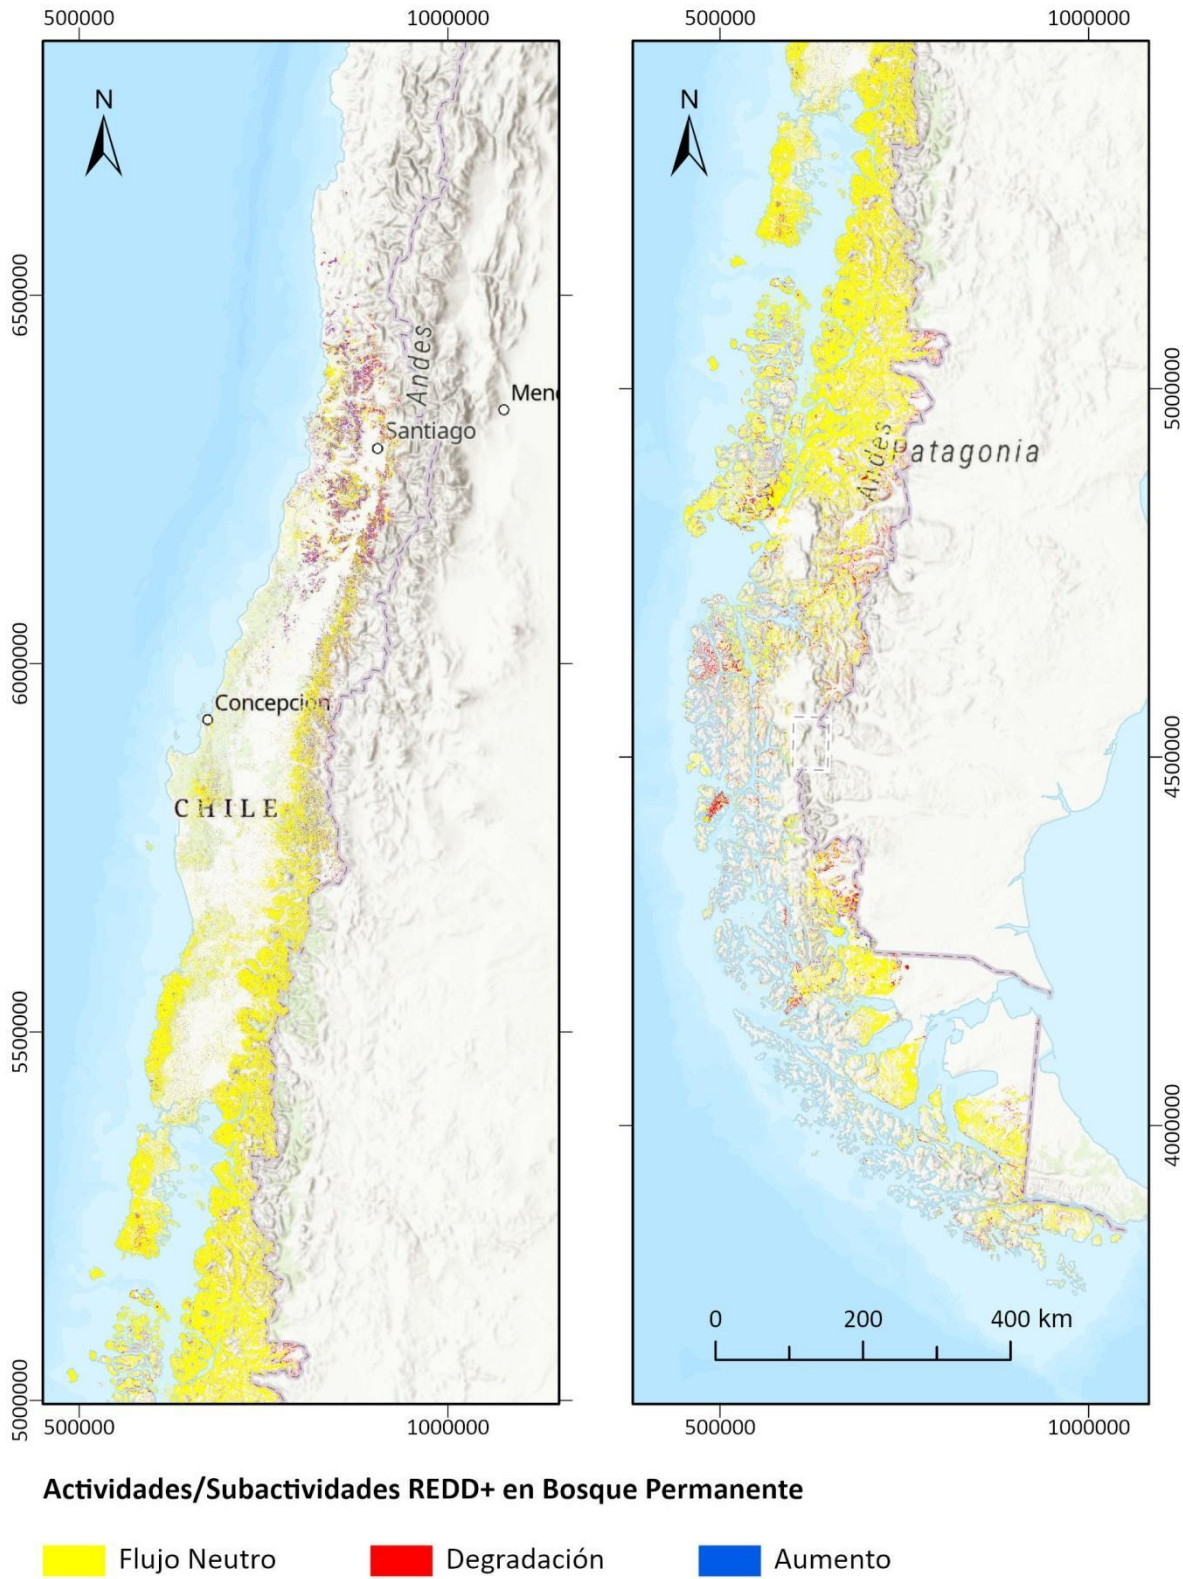 500000
1000000
500000
1000000
N
N
6500000
Andes
Men
Santiago
5000000
Andes
Patagonia
6000000
Concepción
4500000
CHILE
5500000
4000000
0
200
400 km
5000000
500000
1000000
500000
1000000
Actividades/Subactividades REDD+ en Bosque Permanente
Flujo Neutro
Degradación
Aumento